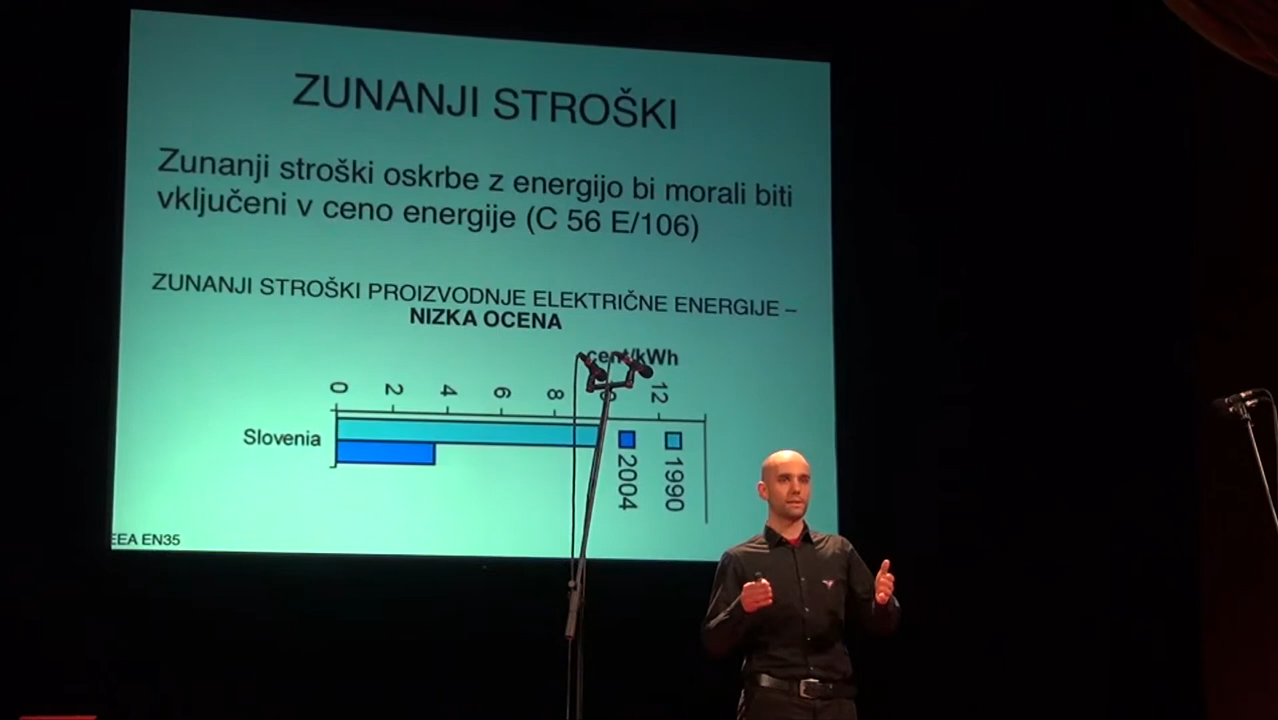 ZUNANJI STROŠKI
Zunanji stroški oskrbe z energijo bi morali biti
vključeni v ceno energije (C 56 E/106)
ZUNANJI STROŠKI PROIZVODNJE ELEKTRIČNE ENERGIJE –
NIZKA OCENA
cent/kWh
0 2 4 6 8 12
Slovenia
2004 1990
EEA EN35